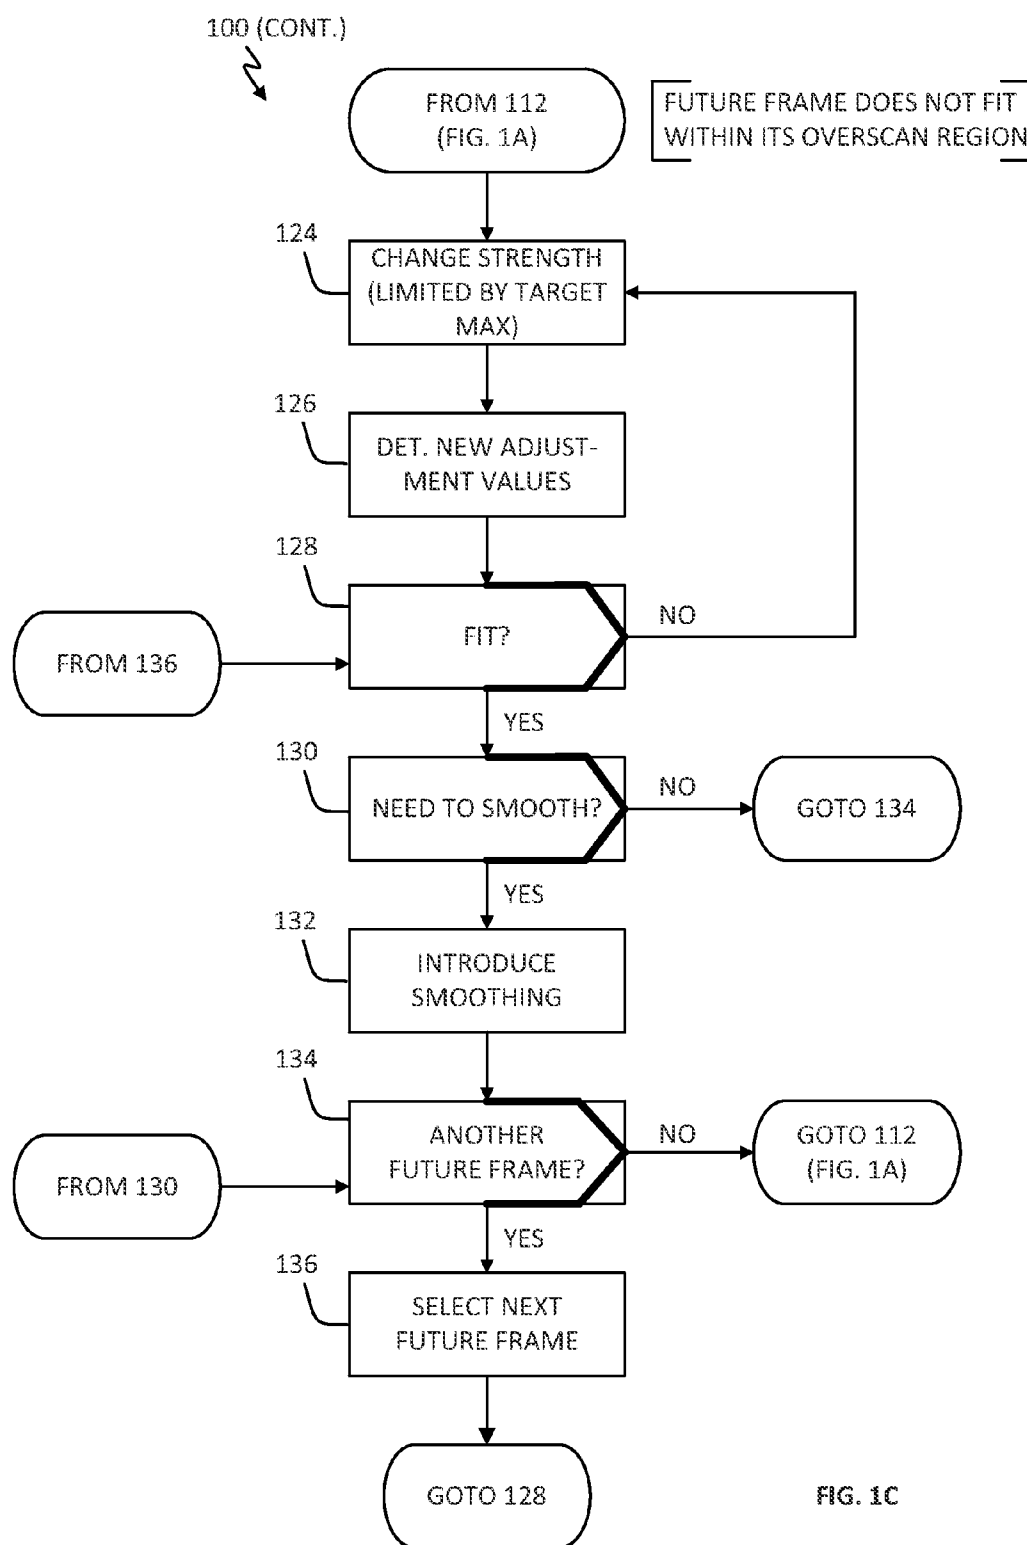 100 (CONT.)
FROM 112
(FIG. 1A)
FUTURE FRAME DOES NOT FIT
WITHIN ITS OVERSCAN REGION
124
CHANGE STRENGTH
(LIMITED BY TARGET
MAX)
126
DET. NEW ADJUST-
MENT VALUES
128
FIT?
NO
FROM 136
YES
130
NEED TO SMOOTH?
NO
GOTO 134
YES
132
INTRODUCE
SMOOTHING
134
ANOTHER
FUTURE FRAME?
NO
GOTO 112
(FIG. 1A)
FROM 130
YES
136
SELECT NEXT
FUTURE FRAME
GOTO 128
FIG. 1C